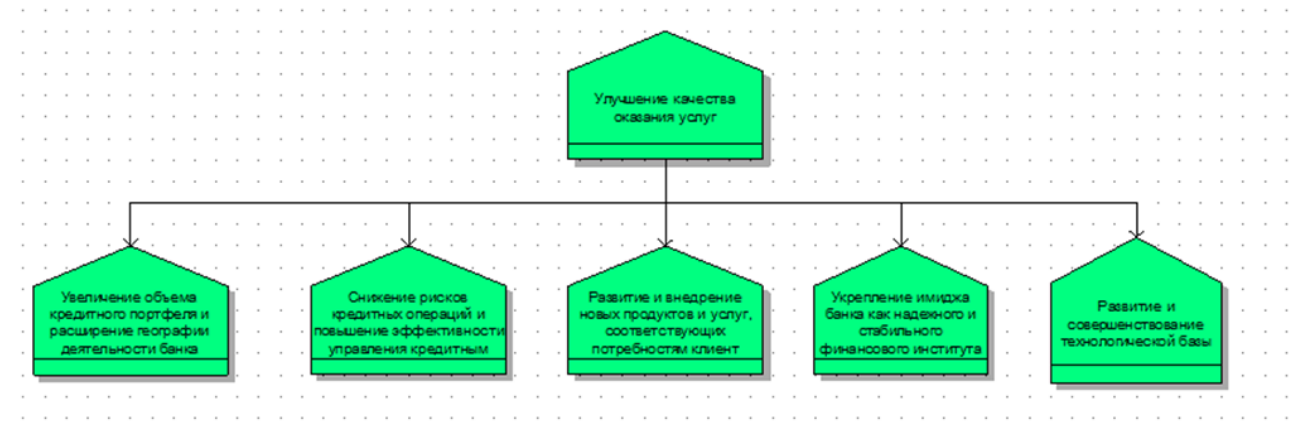 Улучшение качества
оказания услуг
Увеличение объема
кредитного портфеля и
расширение географии
деятельности банка
Снижение рисков
кредитных операций и
повышение эффективности
управления кредитным
Развитие и внедрение
новых продуктов и услуг,
соответствующих
потребностям клиент
Укрепление имиджа
банка как надежного и
стабильного
финансового института
Развитие и
совершенствование
технологической базы